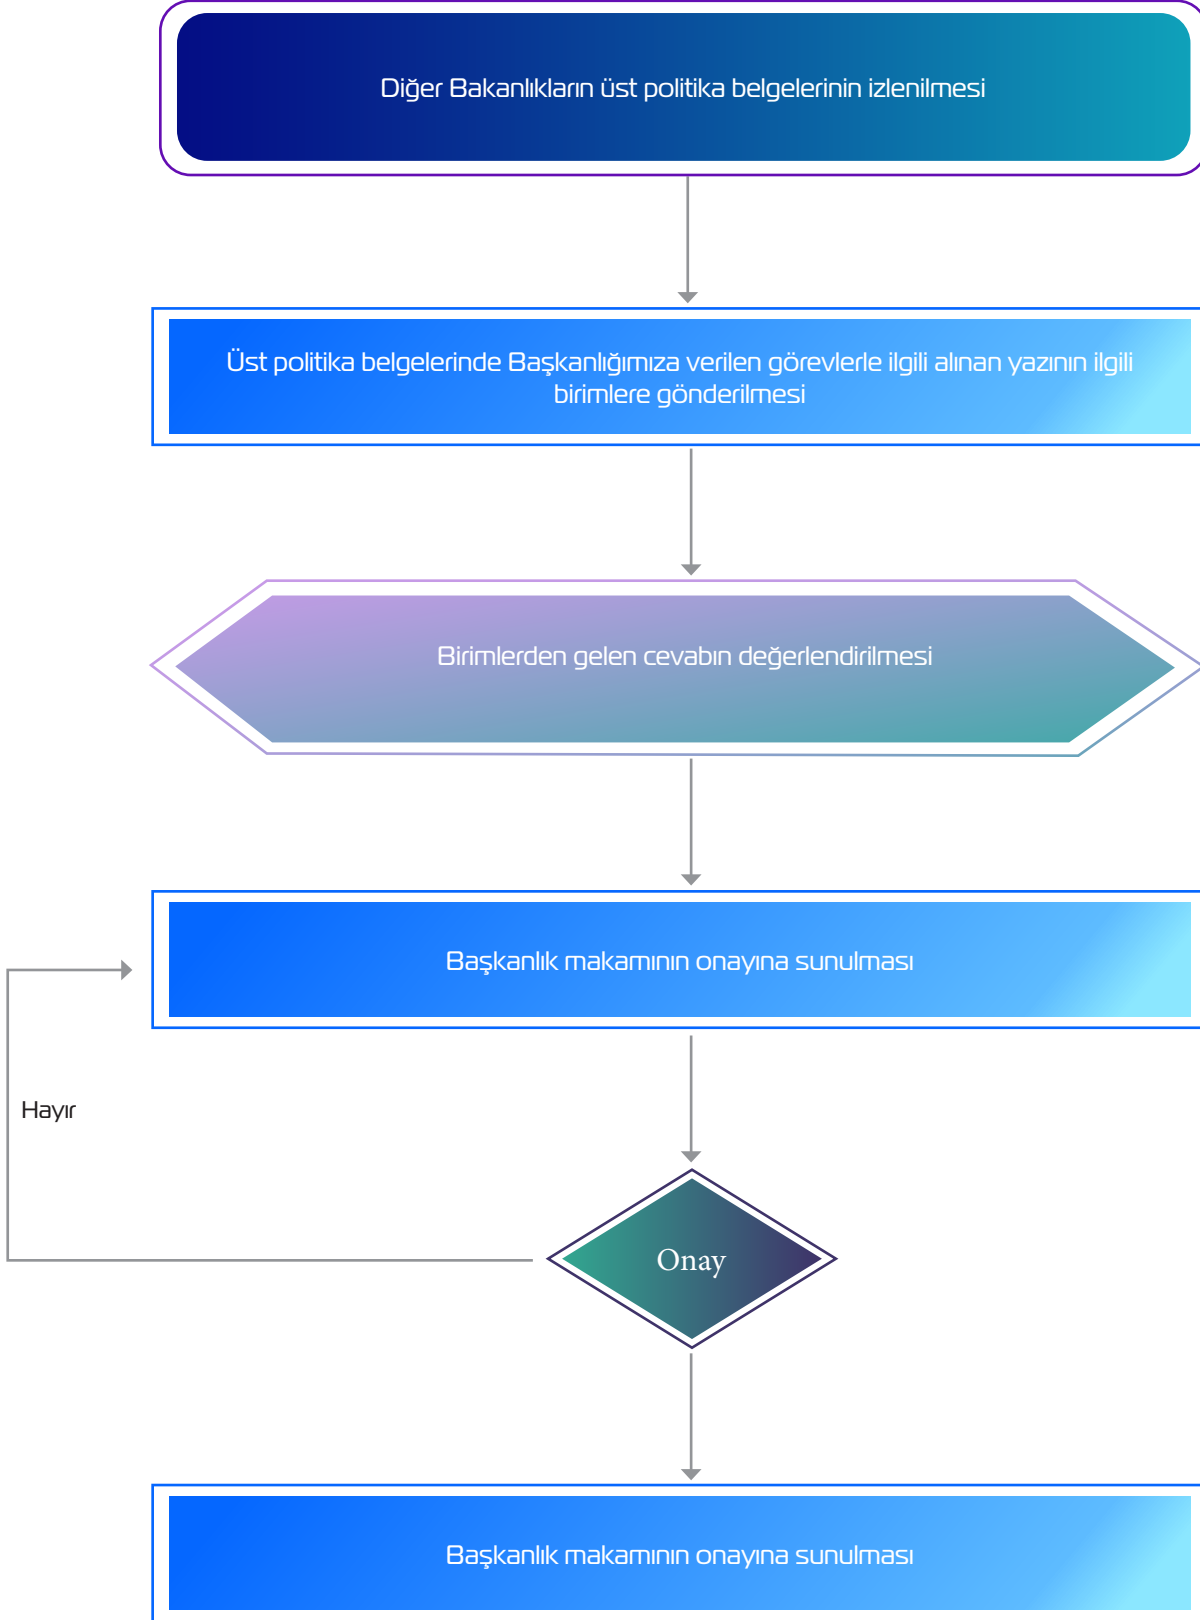 Diğer Bakanlıkların üst politika belgelerinin izlenilmesi
Üst politika belgelerinde Başkanlığımıza verilen görevlerle ilgili alınan yazının ilgili
birimlere gönderilmesi
Birimlerden gelen cevabın değerlendirilmesi
Başkanlık makamının onayına sunulması
Hayır
Onay
Başkanlık makamının onayına sunulması